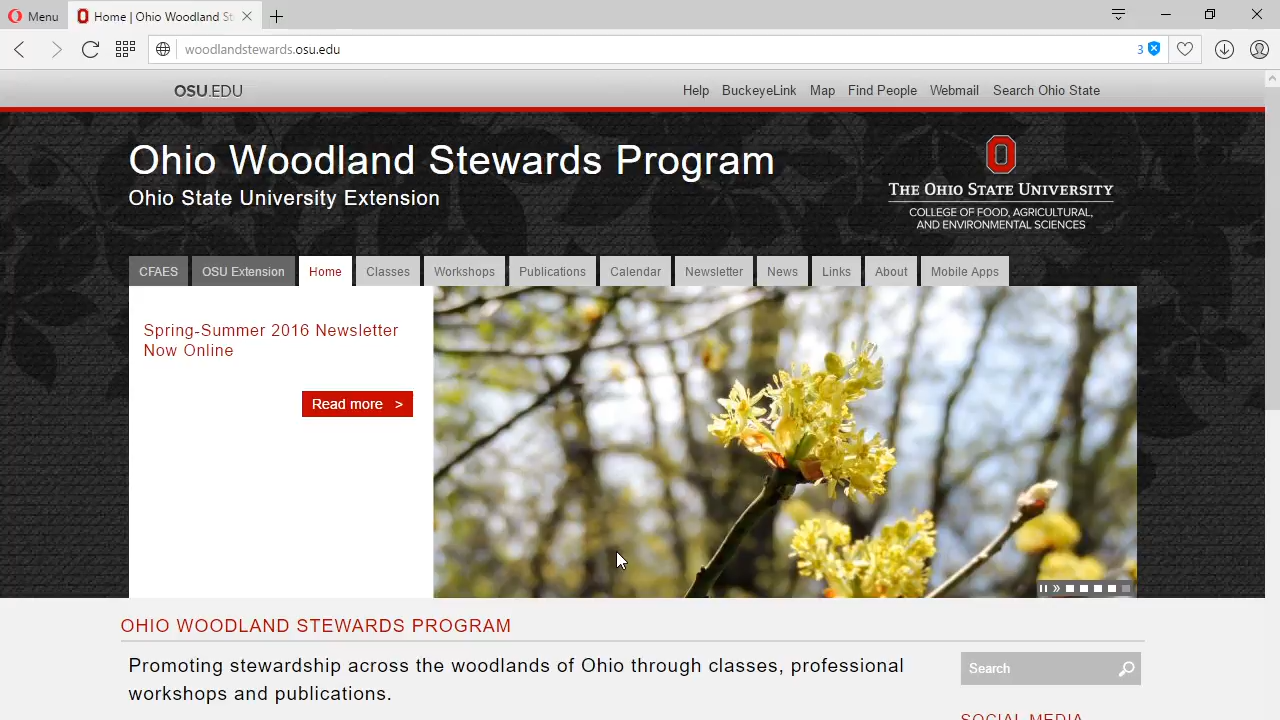 Menu
Home | Ohio Woodland St
woodlandstewards.osu.edu
3
OSU.EDU
Help BuckeyeLink Map Find People Webmail Search Ohio State
Ohio Woodland Stewards Program
Ohio State University Extension
THE OHIO STATE UNIVERSITY
COLLEGE OF FOOD, AGRICULTURAL,
AND ENVIRONMENTAL SCIENCES
CFAES OSU Extension Home Classes Workshops Publications Calendar Newsletter News Links About Mobile Apps
Spring-Summer 2016 Newsletter
Now Online
Read more >
OHIO WOODLAND STEWARDS PROGRAM
Promoting stewardship across the woodlands of Ohio through classes, professional
workshops and publications.
Search
SOCIAL MEDIA